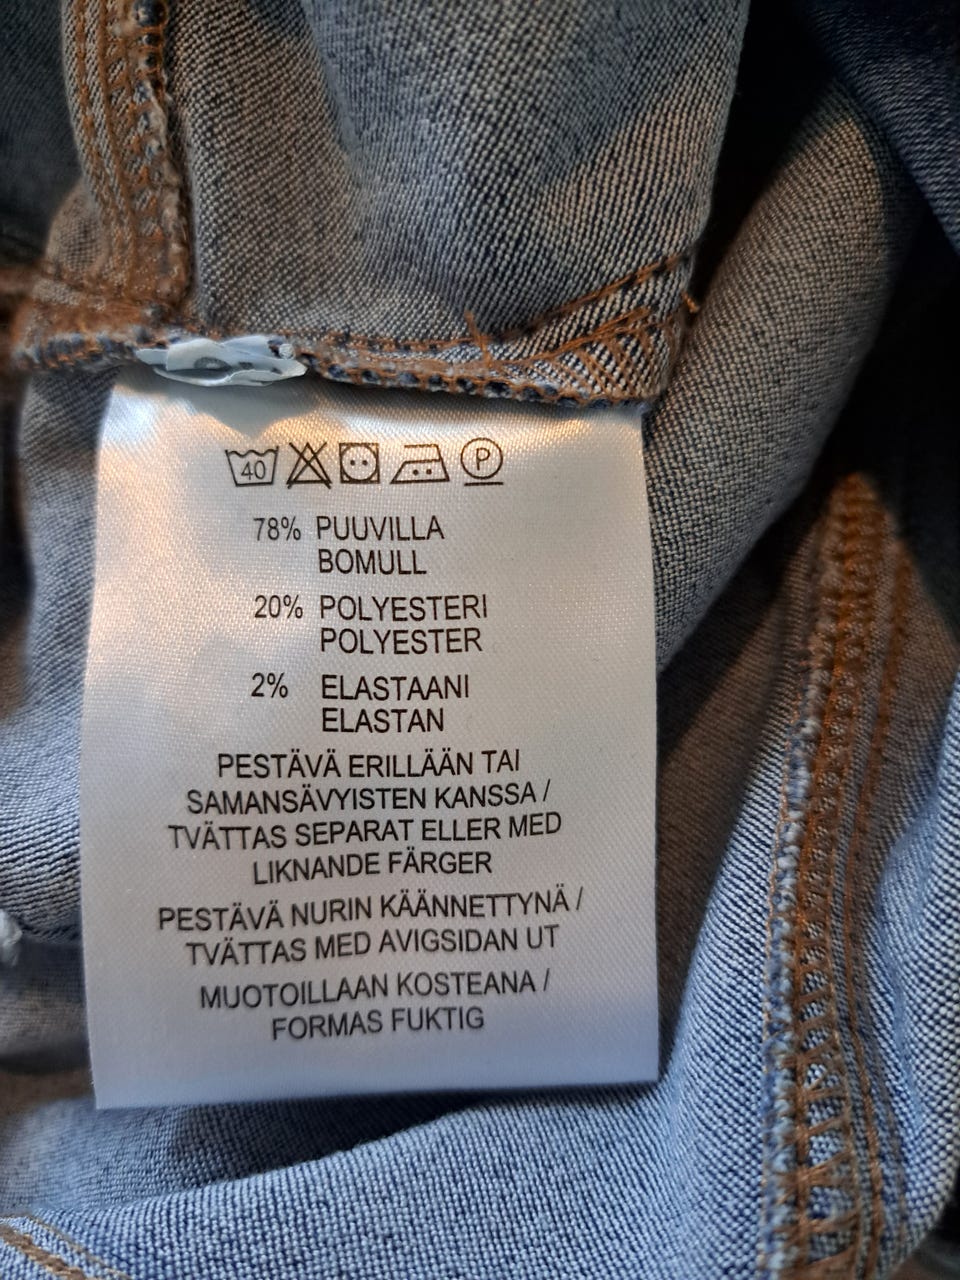 40 P
78% PUUVILLA
BOMULL
20% POLYESTERI
POLYESTER
2% ELASTAANI
ELASTAN
PESTÄVÄ ERILLÄÄN TAI
SAMANSÄVYISTEN KANSSA /
TVÄTTAS SEPARAT ELLER MED
LIKNANDE FÄRGER
PESTÄVÄ NURIN KÄÄNNETTYNÄ /
TVÄTTAS MED AVIGSIDAN UT
MUOTOILLAAN KOSTEANA /
FORMAS FUKTIG